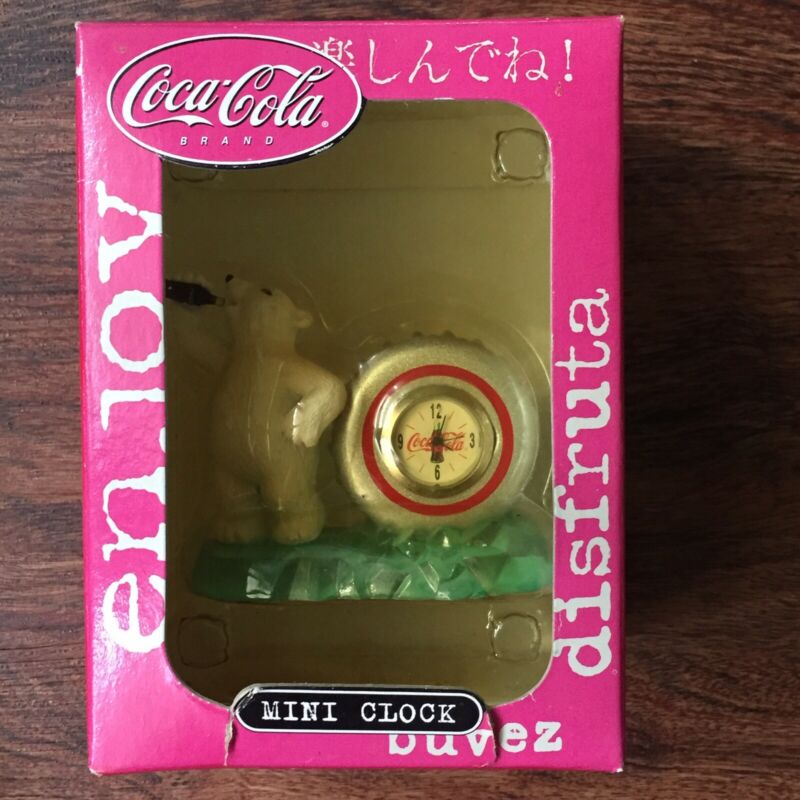 Coca-Cola
BRAND
楽しんでね!
enjoy
disfruta
12
9
3
6
Coca-Cola
MINI CLOCK
buvez